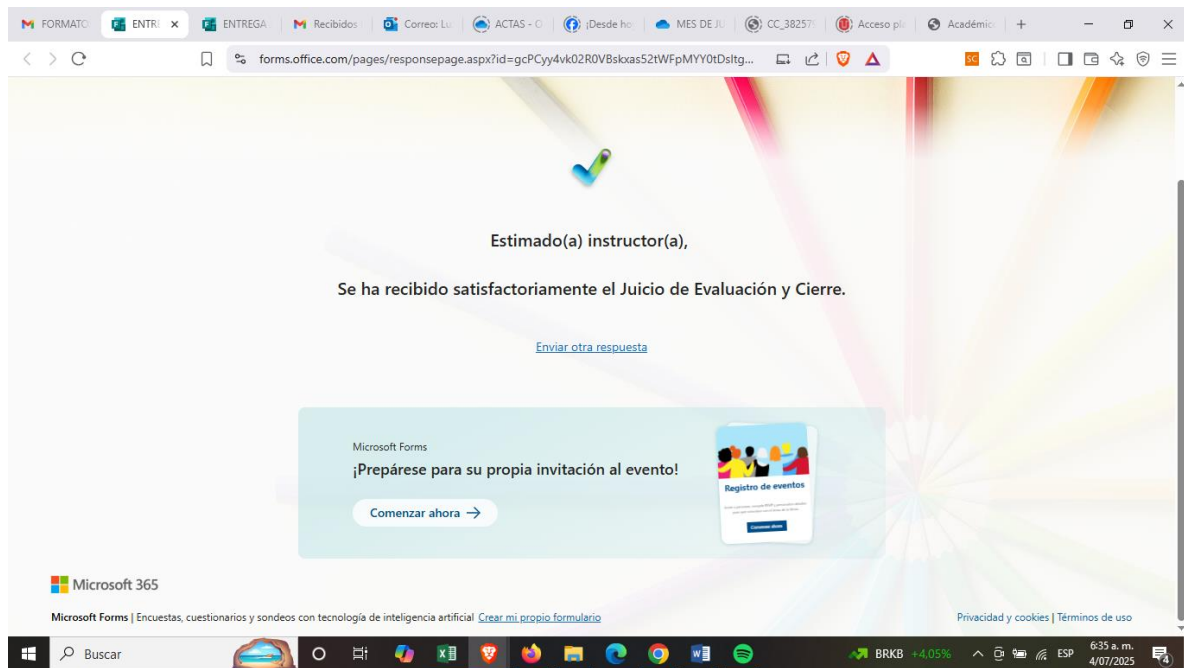 FORMATO
ENTRE
ENTREGA
Recibidos
Correo: Lu
ACTAS - O
¡Desde ho
MES DE JU
CC_38257
Acceso pla
Académic
forms.office.com/pages/responsepage.aspx?id=gcPCyy4vk02R0VBskxas52tWFpMYY0tDsltg...
SC
Estimado(a) instructor(a),
Se ha recibido satisfactoriamente el Juicio de Evaluación y Cierre.
Enviar otra respuesta
Microsoft Forms
¡Prepárese para su propia invitación al evento!
Comenzar ahora →
Registro de eventos
Microsoft 365
Microsoft Forms | Encuestas, cuestionarios y sondeos con tecnología de inteligencia artificial Crear mi propio formulario
Privacidad y cookies | Términos de uso
Buscar
BRKB +4,05%
ESP
6:35 a. m.
4/07/2025
4